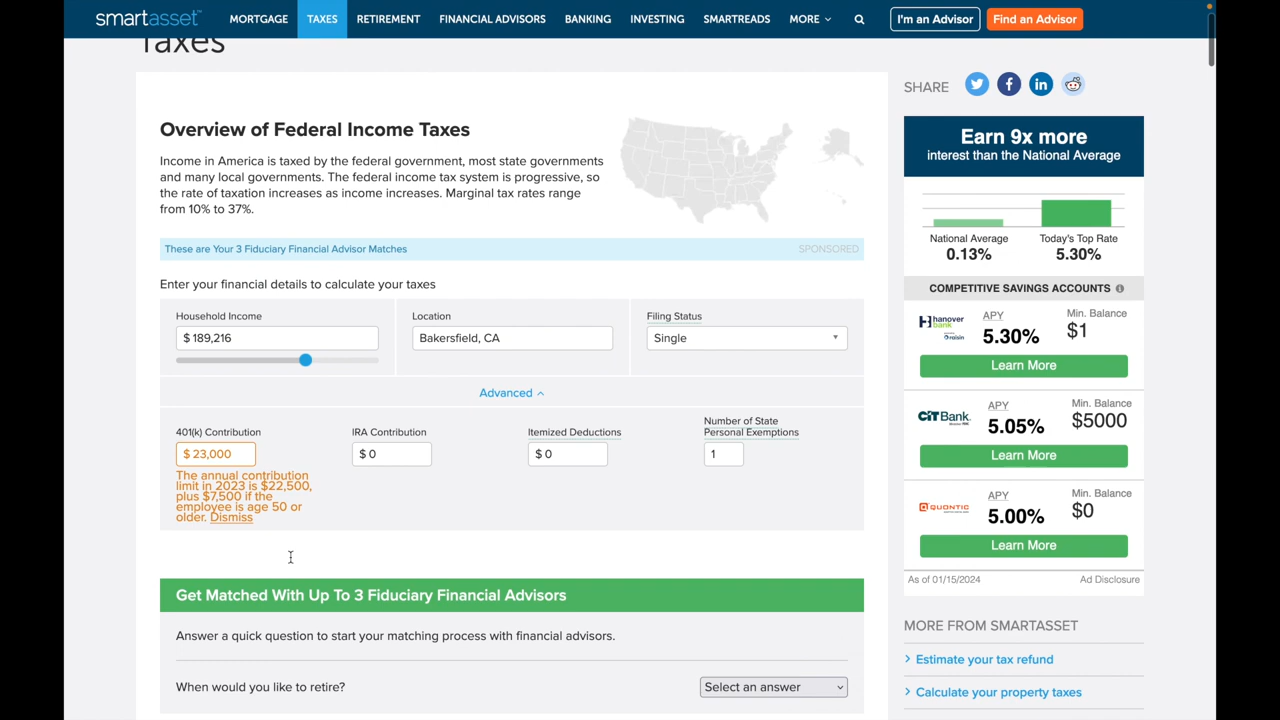 smartasset™
MORTGAGE
TAXES
RETIREMENT
FINANCIAL ADVISORS
BANKING
INVESTING
SMARTREADS
MORE
I'm an Advisor
Find an Advisor
Taxes
Overview of Federal Income Taxes
Income in America is taxed by the federal government, most state governments
and many local governments. The federal income tax system is progressive, so
the rate of taxation increases as income increases. Marginal tax rates range
from 10% to 37%.
These are Your 3 Fiduciary Financial Advisor Matches
SPONSORED
Enter your financial details to calculate your taxes
Household Income
$ 189,216
Location
Bakersfield, CA
Filing Status
Single
Advanced
401(k) Contribution
$ 23,000
The annual contribution
limit in 2023 is $22,500,
plus $7,500 if the
employee is age 50 or
older. Dismiss
IRA Contribution
$ 0
Itemized Deductions
$ 0
Number of State
Personal Exemptions
1
Get Matched With Up To 3 Fiduciary Financial Advisors
Answer a quick question to start your matching process with financial advisors.
When would you like to retire?
Select an answer
SHARE
Earn 9x more
interest than the National Average
National Average
0.13%
Today's Top Rate
5.30%
COMPETITIVE SAVINGS ACCOUNTS
hanover
bank
APY
5.30%
Min. Balance
$1
Learn More
CiT Bank
APY
5.05%
Min. Balance
$5000
Learn More
QUONTIC
APY
5.00%
Min. Balance
$0
Learn More
As of 01/15/2024
Ad Disclosure
MORE FROM SMARTASSET
Estimate your tax refund
Calculate your property taxes